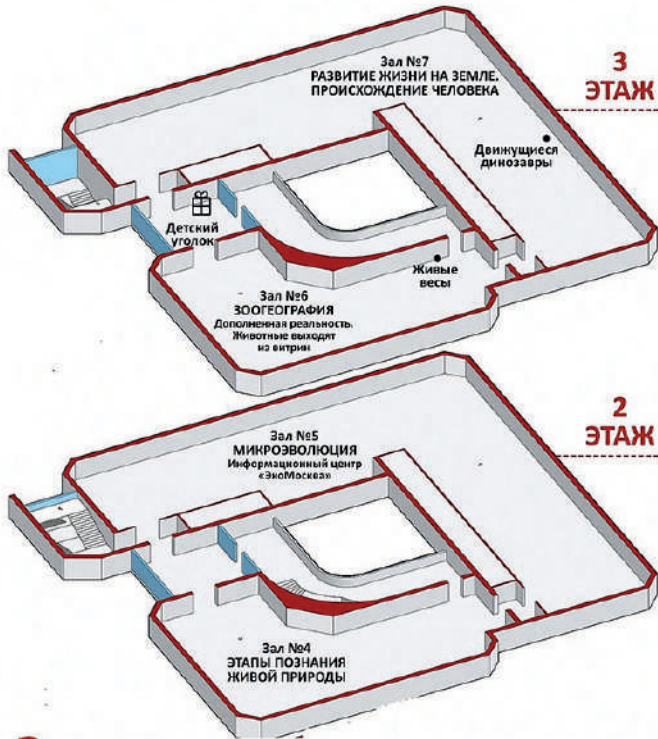 Зал №7
РАЗВИТИЕ ЖИЗНИ НА ЗЕМЛЕ.
ПРОИСХОЖДЕНИЕ ЧЕЛОВЕКА
3
ЭТАЖ
Движущиеся
динозавры
Детский
уголок
Живые
весы
Зал №6
ЗООГЕОГРАФИЯ
Дополненная реальность.
Животные выходят
из витрин
2
ЭТАЖ
Зал №5
МИКРОЭВОЛЮЦИЯ
Информационный центр
«ЭкоМосква»
Зал №4
ЭТАПЫ ПОЗНАНИЯ
ЖИВОЙ ПРИРОДЫ